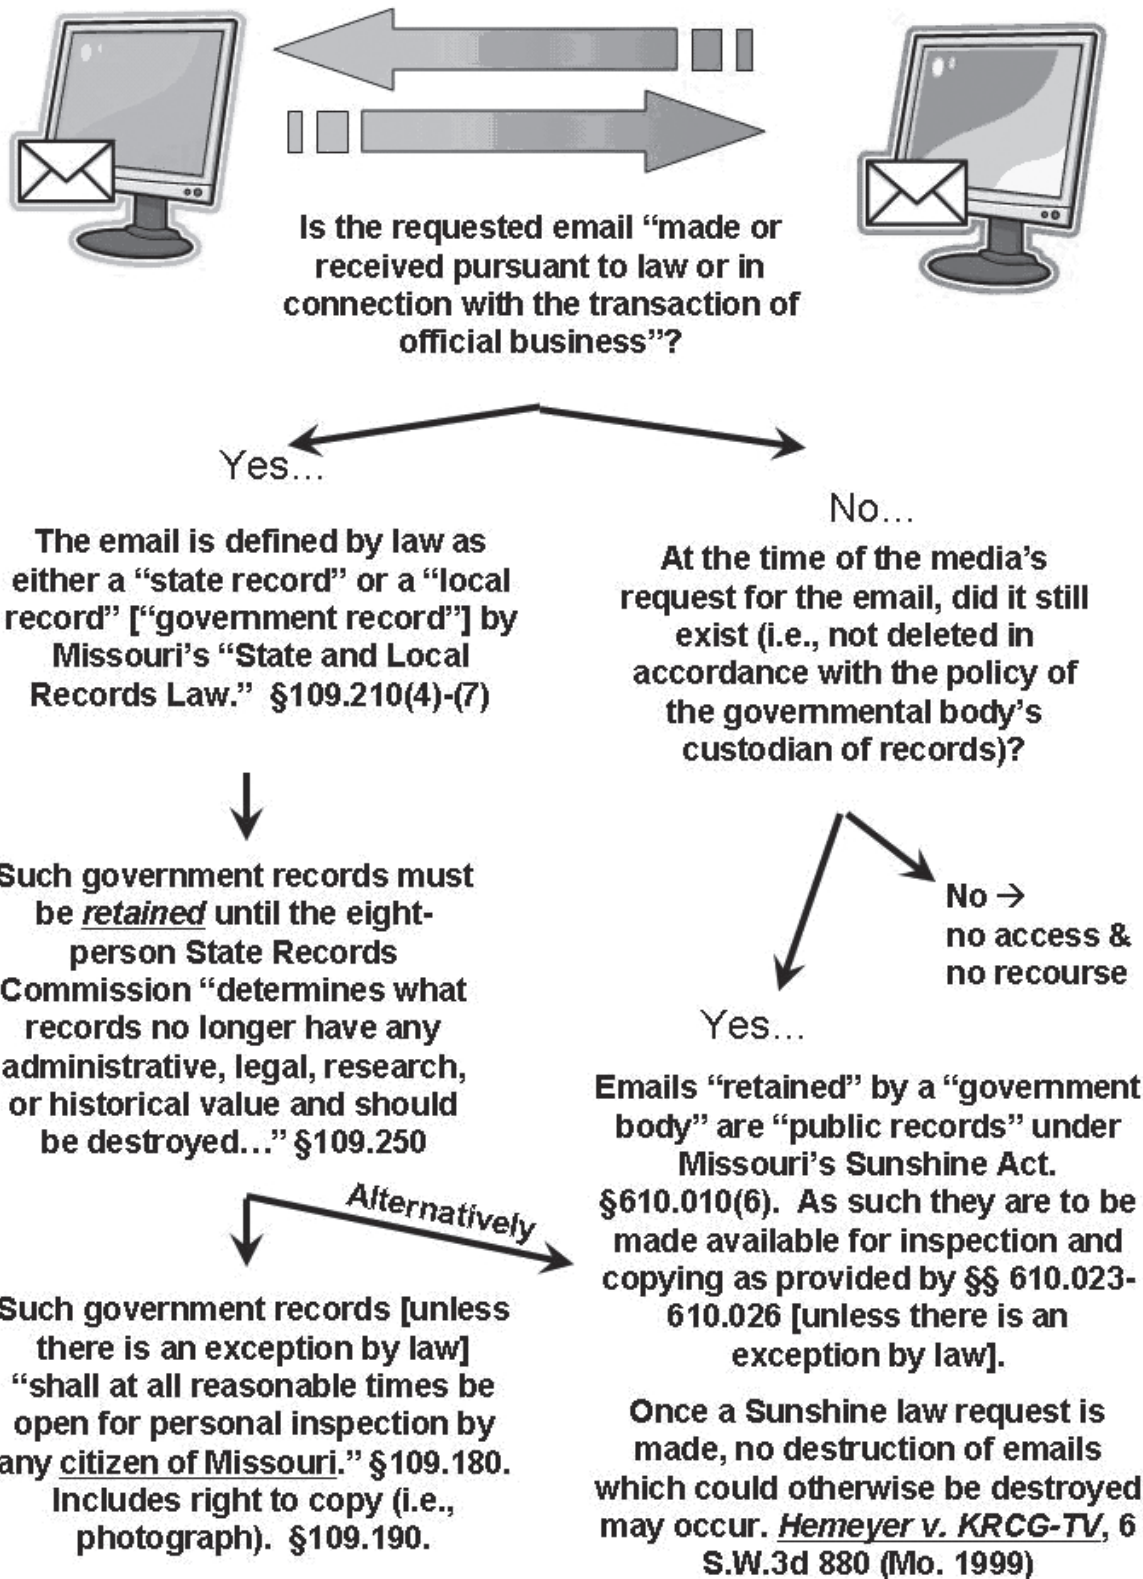 Is the requested email “made or
received pursuant to law or in
connection with the transaction of
official business”?
Yes...
The email is defined by law as
either a “state record” or a “local
record” [“government record”] by
Missouri’s “State and Local
Records Law.” §109.210(4)-(7)
Such government records must
be retained until the eight-
person State Records
Commission “determines what
records no longer have any
administrative, legal, research,
or historical value and should
be destroyed...” §109.250
Alternatively
Such government records [unless
there is an exception by law]
“shall at all reasonable times be
open for personal inspection by
any citizen of Missouri.” §109.180.
Includes right to copy (i.e.,
photograph). §109.190.
No...
At the time of the media’s
request for the email, did it still
exist (i.e., not deleted in
accordance with the policy of
the governmental body’s
custodian of records)?
No →
no access &
no recourse
Yes...
Emails “retained” by a “government
body” are “public records” under
Missouri’s Sunshine Act.
§610.010(6). As such they are to be
made available for inspection and
copying as provided by §§ 610.023-
610.026 [unless there is an
exception by law].
Once a Sunshine law request is
made, no destruction of emails
which could otherwise be destroyed
may occur. Hemeyer v. KRCG-TV, 6
S.W.3d 880 (Mo. 1999)